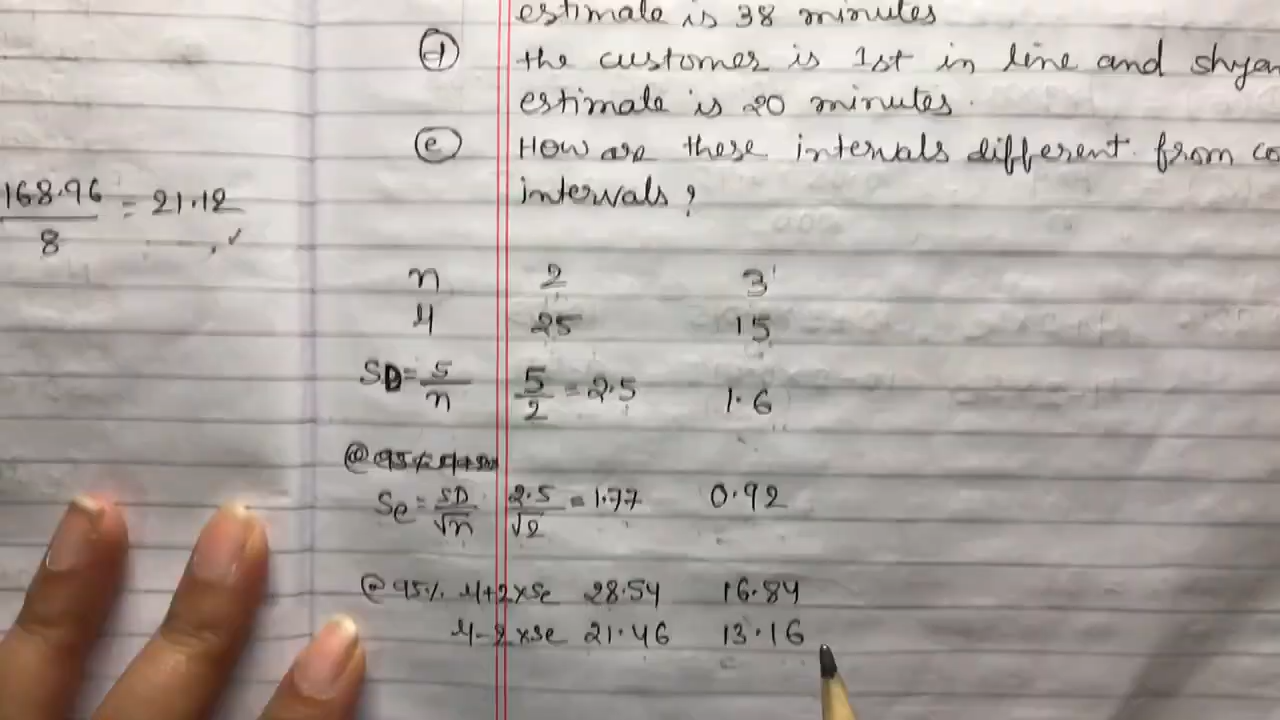 estimate is 38 minutes
d the customer is 1st in line and shya
estimate is 20 minutes.
e How are these intervals different from co
intervals?
168.96 / 8 = 21.12
n 2 3
μ 25 15
SD = 5/n 5/2 = 2.5 1.6
@ 95%
Se = SD/√n 2.5/√2 = 1.77 0.92
@ 95% μ+2×Se 28.54 16.84
μ-2×se 21.46 13.16